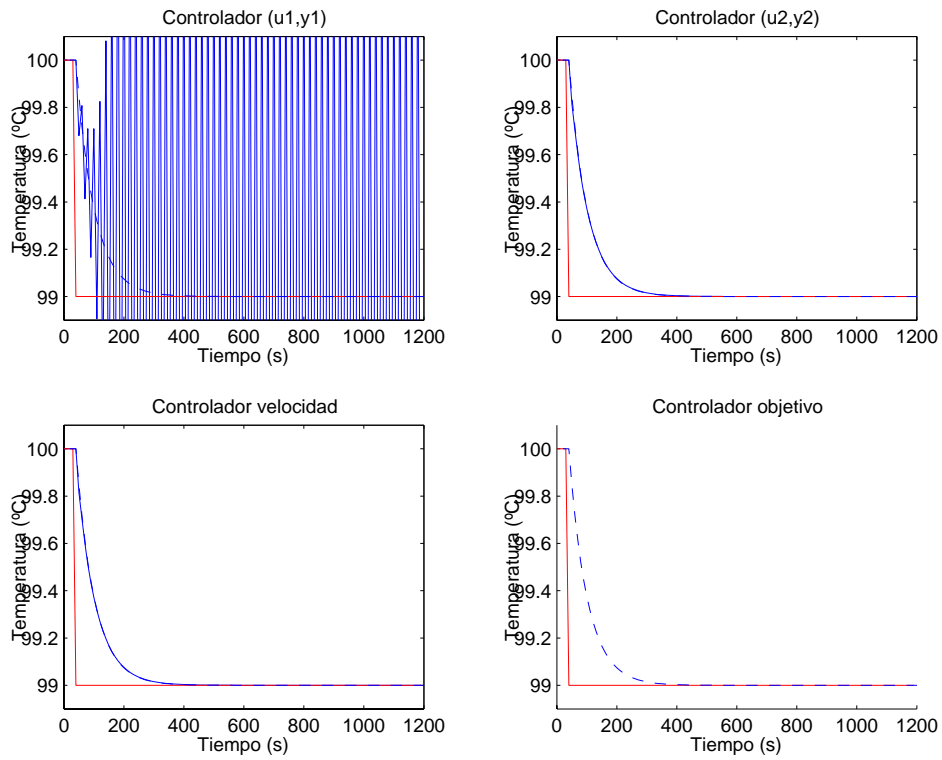 Controlador (u1,y1)
100
99.8
99.6
99.4
99.2
99
Temperatura (ºC)
0 200 400 600 800 1000 1200
Tiempo (s)
Controlador (u2,y2)
100
99.8
99.6
99.4
99.2
99
Temperatura (ºC)
0 200 400 600 800 1000 1200
Tiempo (s)
Controlador velocidad
100
99.8
99.6
99.4
99.2
99
Temperatura (ºC)
0 200 400 600 800 1000 1200
Tiempo (s)
Controlador objetivo
100
99.8
99.6
99.4
99.2
99
Temperatura (ºC)
0 200 400 600 800 1000 1200
Tiempo (s)